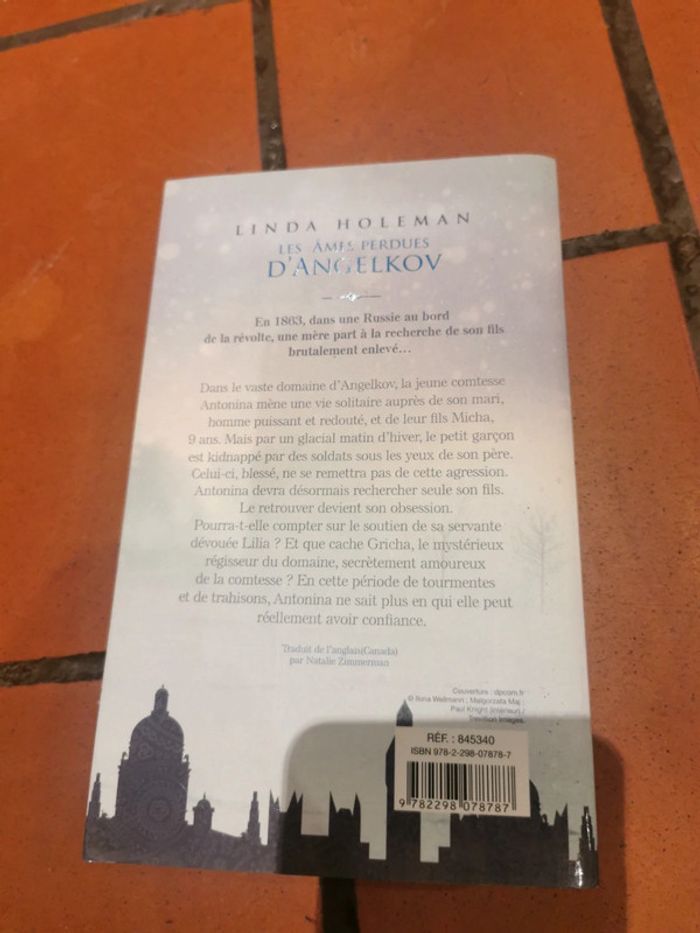 LINDA HOLEMAN
LES ÂMES PERDUES
D'ANGELKOV
En 1863, dans une Russie au bord
de la révolte, une mère part à la recherche de son fils
brutalement enlevé…
Dans le vaste domaine d'Angelkov, la jeune comtesse
Antonina mène une vie solitaire auprès de son mari,
homme puissant et redouté, et de leur fils Micha,
9 ans. Mais par un glacial matin d'hiver, le petit garçon
est kidnappé par des soldats sous les yeux de son père.
Celui-ci, blessé, ne se remettra pas de cette agression.
Antonina devra désormais rechercher seule son fils.
Le retrouver devient son obsession.
Pourra-t-elle compter sur le soutien de sa servante
dévouée Lilia ? Et que cache Gricha, le mystérieux
régisseur du domaine, secrètement amoureux
de la comtesse ? En cette période de tourmentes
et de trahisons, Antonina ne sait plus en qui elle peut
réellement avoir confiance.
Traduit de l'anglais(Canada)
par Natalie Zimmerman
Couverture : dpcom.fr
© Ilona Wellmann ; Malgorzata Maj ;
Paul Knight (intérieur) /
Trevillion Images.
RÉF. : 845340
ISBN 978-2-298-07878-7
9 782298 078787